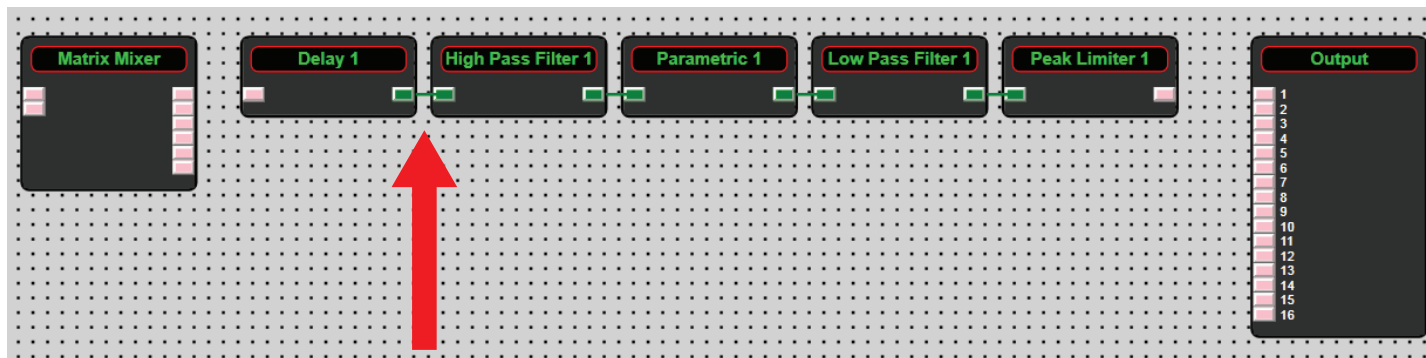 Matrix Mixer
Delay 1
High Pass Filter 1
Parametric 1
Low Pass Filter 1
Peak Limiter 1
Output
1
2
3
4
5
6
7
8
9
10
11
12
13
14
15
16